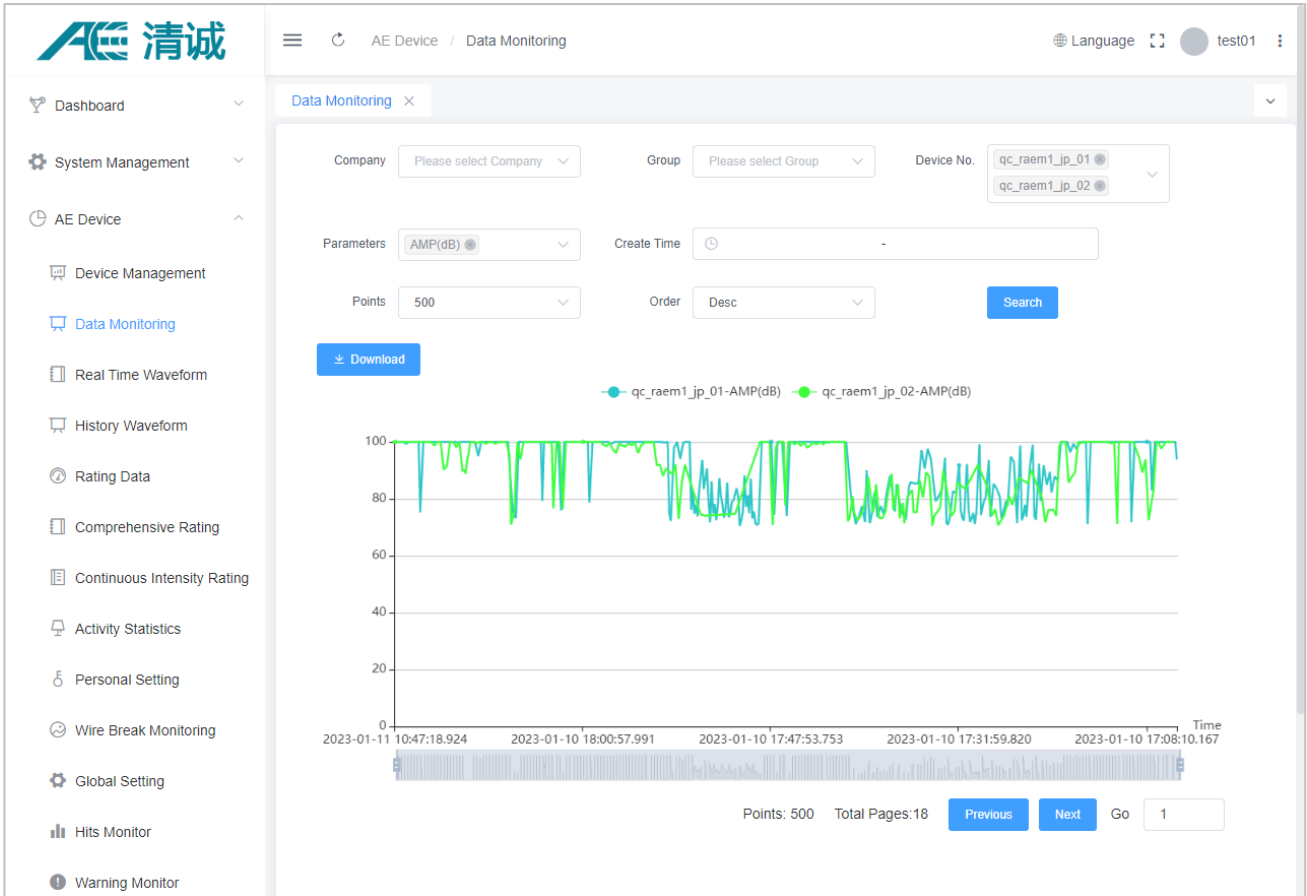 AE 清诚
AE Device / Data Monitoring
Language
test01
Dashboard
System Management
AE Device
Device Management
Data Monitoring
Real Time Waveform
History Waveform
Rating Data
Comprehensive Rating
Continuous Intensity Rating
Activity Statistics
Personal Setting
Wire Break Monitoring
Global Setting
Hits Monitor
Warning Monitor
Data Monitoring
Company Please select Company
Group Please select Group
Device No. qc_raem1_jp_01
qc_raem1_jp_02
Parameters AMP(dB)
Create Time -
Points 500
Order Desc
Search
Download
qc_raem1_jp_01-AMP(dB) qc_raem1_jp_02-AMP(dB)
100
80
60
40
20
0
Time
2023-01-11 10:47:18.924 2023-01-10 18:00:57.991 2023-01-10 17:47:53.753 2023-01-10 17:31:59.820 2023-01-10 17:08:10.167
Points: 500 Total Pages:18 Previous Next Go 1